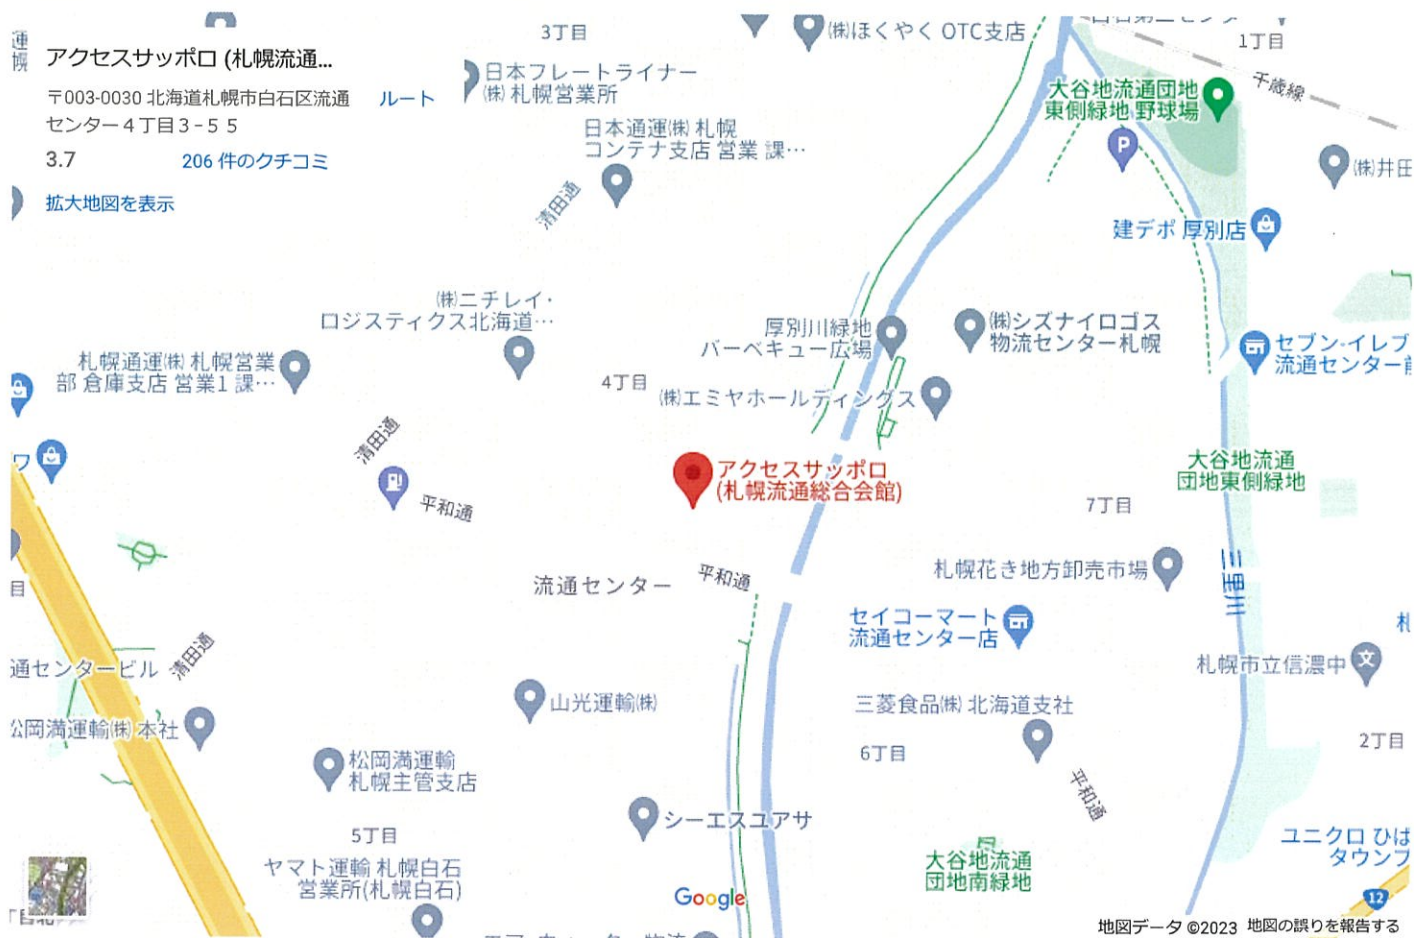 アクセスサッポロ (札幌流通...
〒003-0030 北海道札幌市白石区流通
センター4丁目3-55
ルート
3.7
206 件のクチコミ
拡大地図を表示
3丁目
(株)ほくやく OTC支店
1丁目
千歳線
日本フレートライナー
(株) 札幌営業所
日本通運(株) 札幌
コンテナ支店 営業 課…
清田通
大谷地流通団地
東側緑地 野球場
P
(株)井田
建デポ 厚別店
(株)ニチレイ・
ロジスティクス北海道…
厚別川緑地
バーベキュー広場
(株)シズナイロゴス
物流センター札幌
セブン-イレブ
流通センター前
札幌通運(株) 札幌営業
部 倉庫支店 営業1 課…
4丁目
(株)エミヤホールディングス
清田通
ワ
アクセスサッポロ
(札幌流通総合会館)
大谷地流通
団地東側緑地
平和通
7丁目
流通センター
平和通
札幌花き地方卸売市場
三里川
目
セイコーマート
流通センター店
札
清田通
通センタービル
札幌市立信濃中
文
山光運輸(株)
三菱食品(株) 北海道支社
松岡満運輸(株) 本社
6丁目
2丁目
松岡満運輸
札幌主管支店
平和通
シーエスユアサ
5丁目
ユニクロ ひば
タウンプ
ヤマト運輸 札幌白石
営業所(札幌白石)
大谷地流通
団地南緑地
Google
12
地図データ ©2023
地図の誤りを報告する